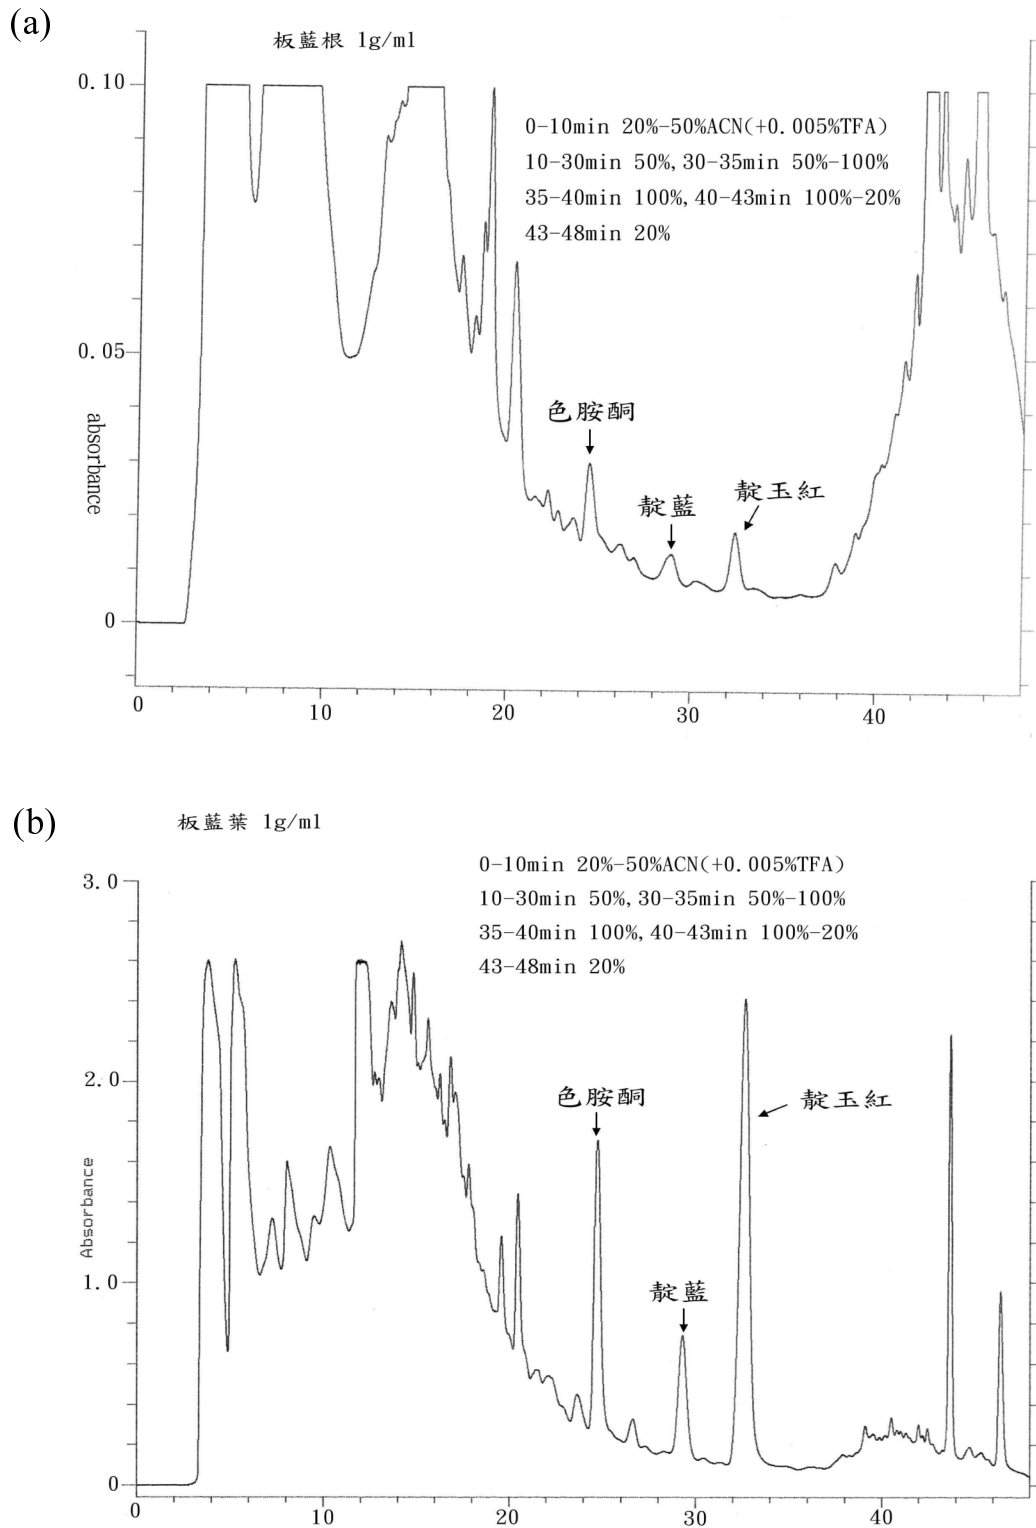 (a)
板藍根 1g/ml
0.10
0-10min 20%-50%ACN(+0.005%TFA)
10-30min 50%,30-35min 50%-100%
35-40min 100%,40-43min 100%-20%
43-48min 20%
0.05
absorbance
色胺酮
靛藍
靛玉紅
0
0
10
20
30
40
(b)
板藍葉 1g/ml
0-10min 20%-50%ACN(+0.005%TFA)
10-30min 50%,30-35min 50%-100%
35-40min 100%,40-43min 100%-20%
43-48min 20%
3.0
2.0
色胺酮
靛玉紅
Absorbance
1.0
靛藍
0
0
10
20
30
40